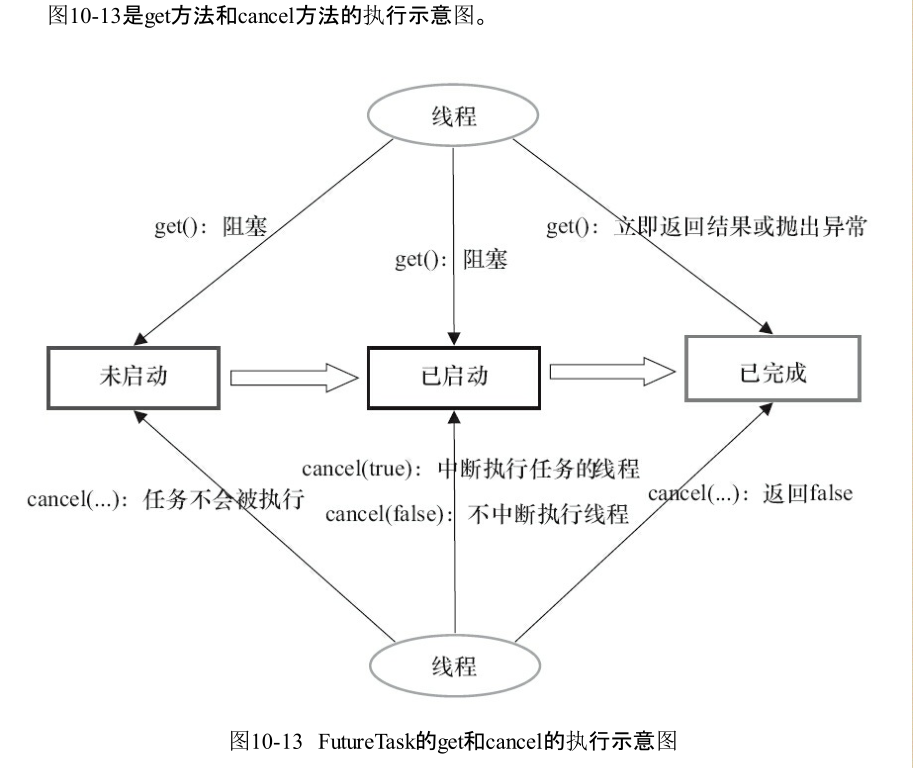 图10-13是get方法和cancel方法的执行示意图。
线程
get()：阻塞
get()：立即返回结果或抛出异常
get()：阻塞
未启动
已启动
已完成
cancel(true)：中断执行任务的线程
cancel(...)：任务不会被执行
cancel(...)：返回false
cancel(false)：不中断执行线程
线程
图10-13 FutureTask的get和cancel的执行示意图